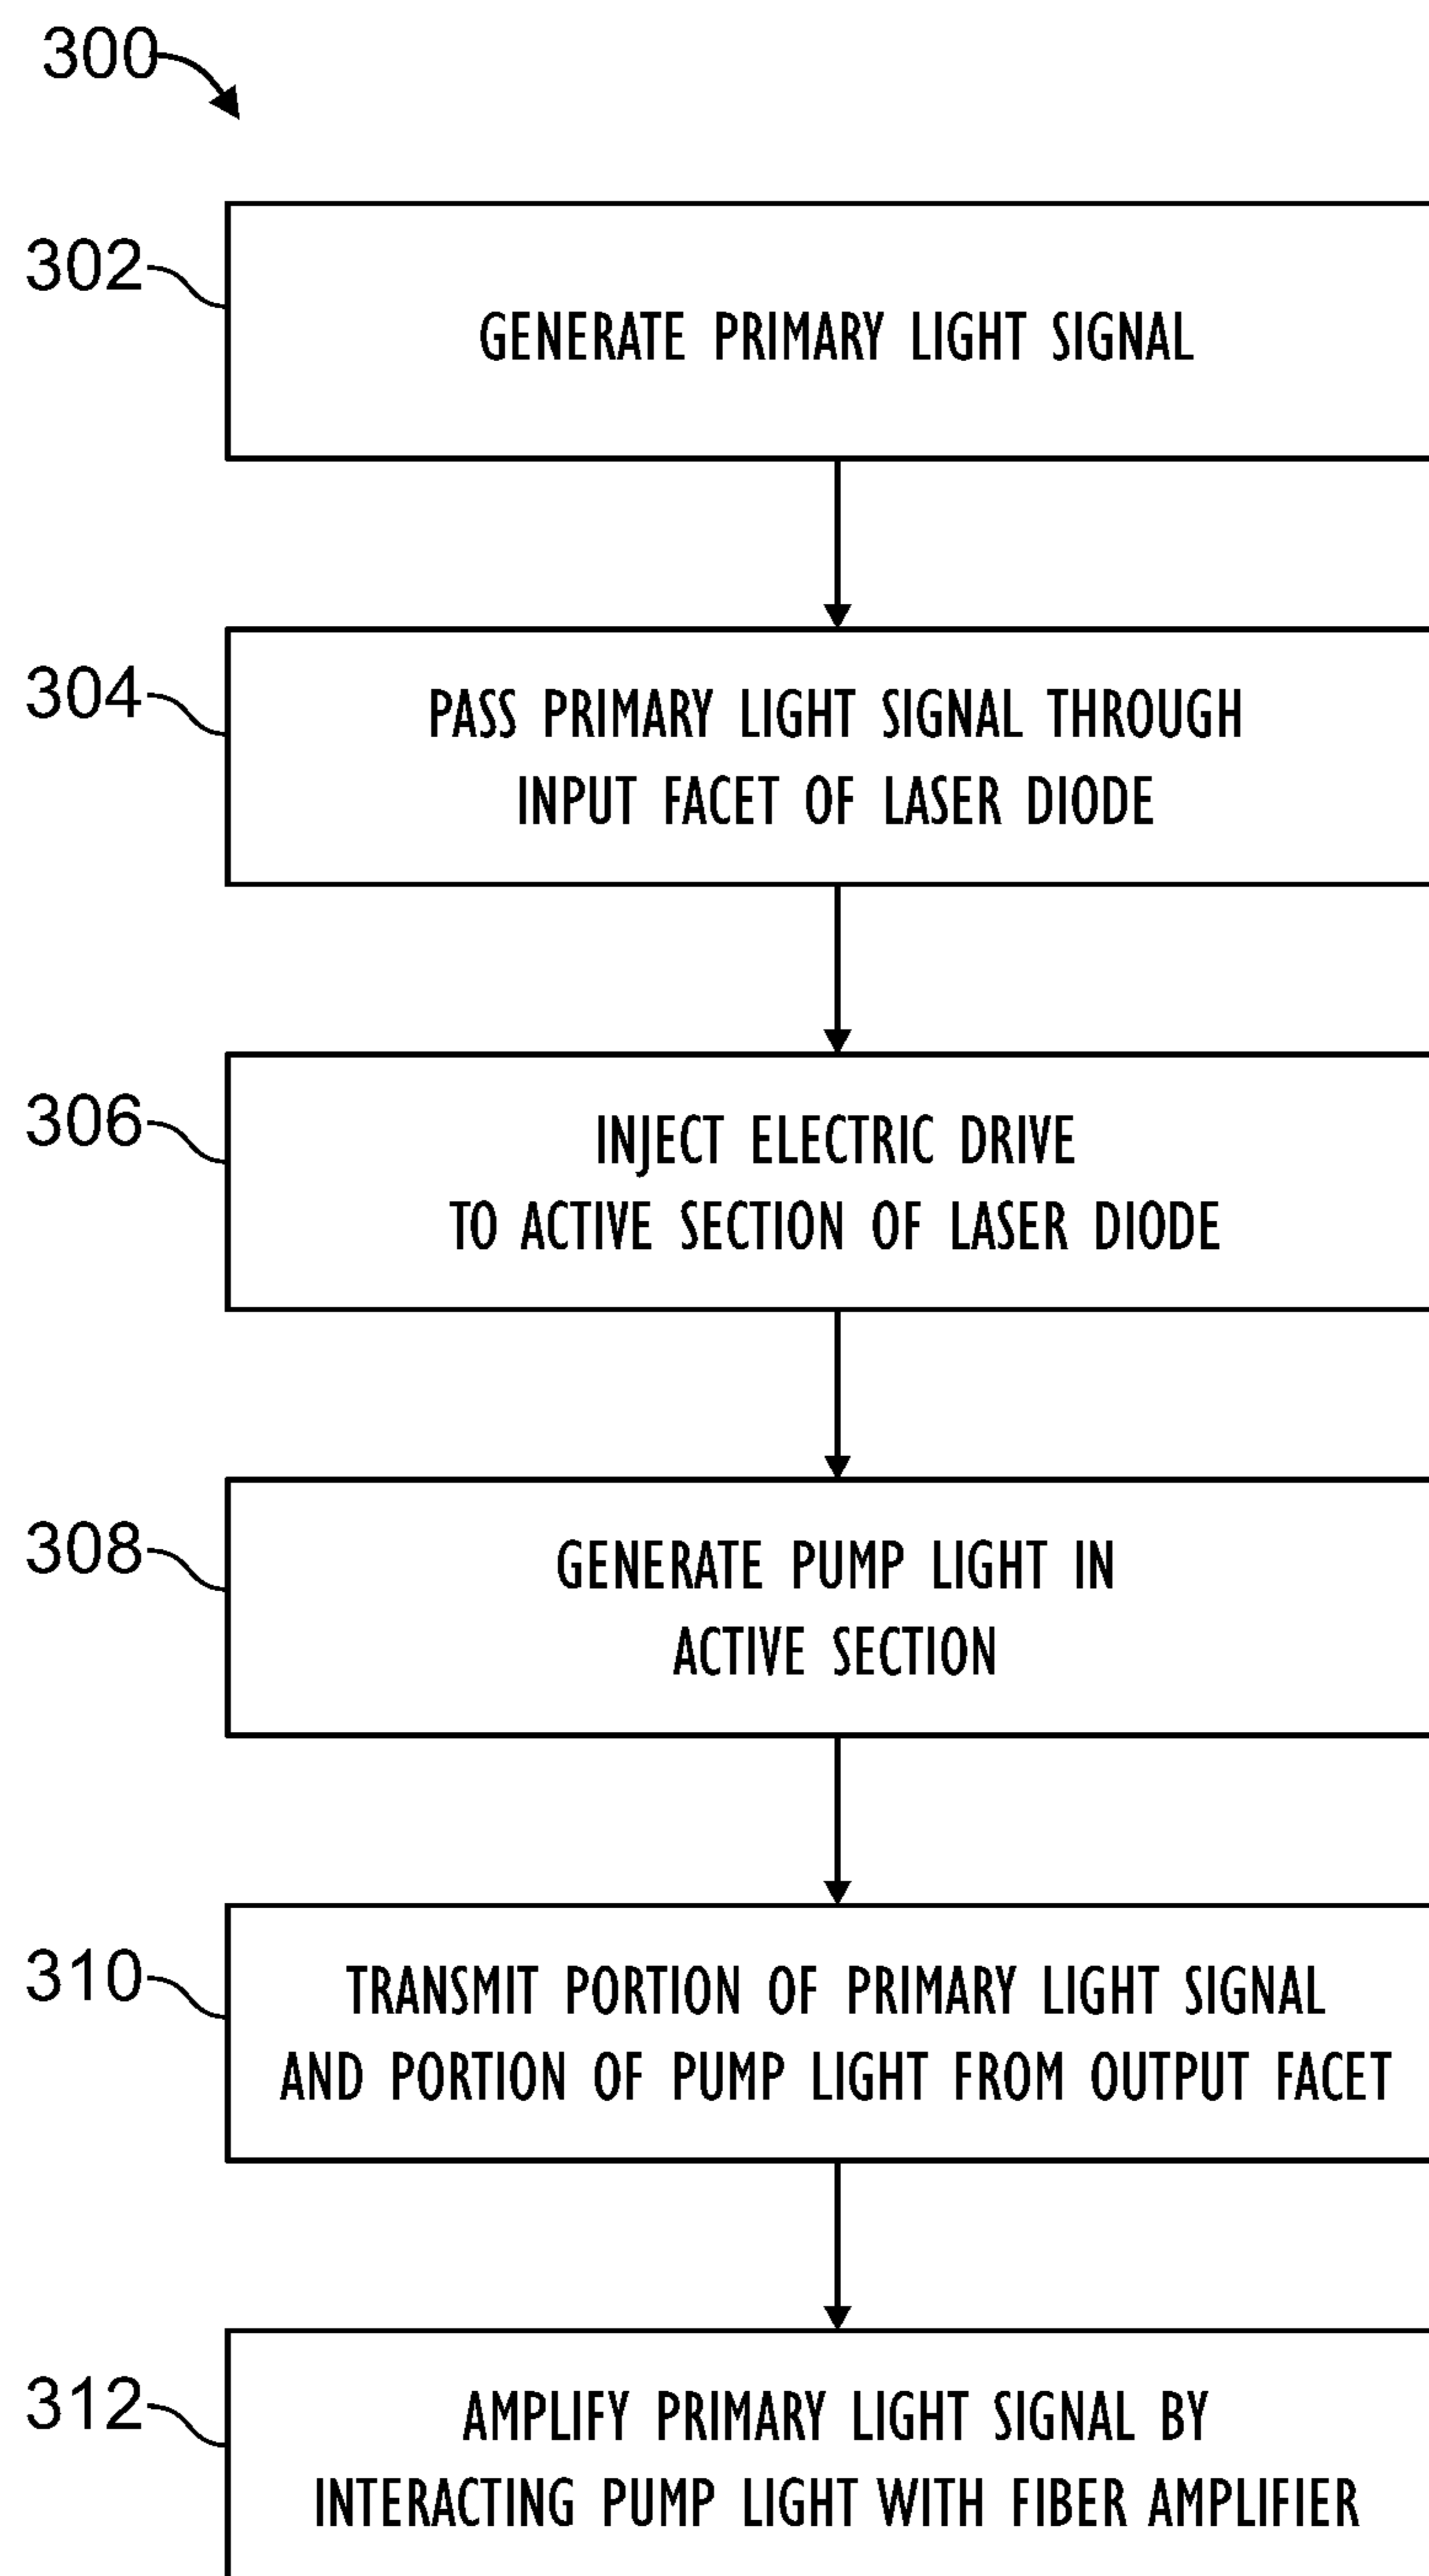 300
302
GENERATE PRIMARY LIGHT SIGNAL
304
PASS PRIMARY LIGHT SIGNAL THROUGH
INPUT FACET OF LASER DIODE
306
INJECT ELECTRIC DRIVE
TO ACTIVE SECTION OF LASER DIODE
308
GENERATE PUMP LIGHT IN
ACTIVE SECTION
310
TRANSMIT PORTION OF PRIMARY LIGHT SIGNAL
AND PORTION OF PUMP LIGHT FROM OUTPUT FACET
312
AMPLIFY PRIMARY LIGHT SIGNAL BY
INTERACTING PUMP LIGHT WITH FIBER AMPLIFIER